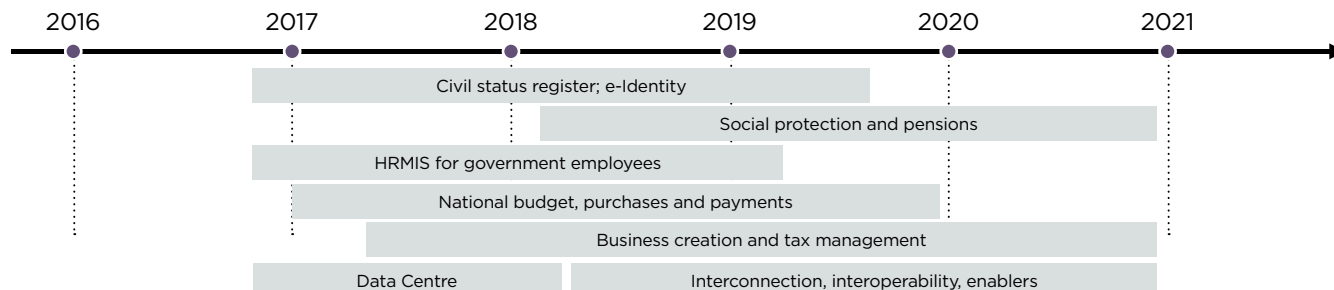 2016 2017 2018 2019 2020 2021
Civil status register; e-Identity
Social protection and pensions
HRMIS for government employees
National budget, purchases and payments
Business creation and tax management
Data Centre Interconnection, interoperability, enablers